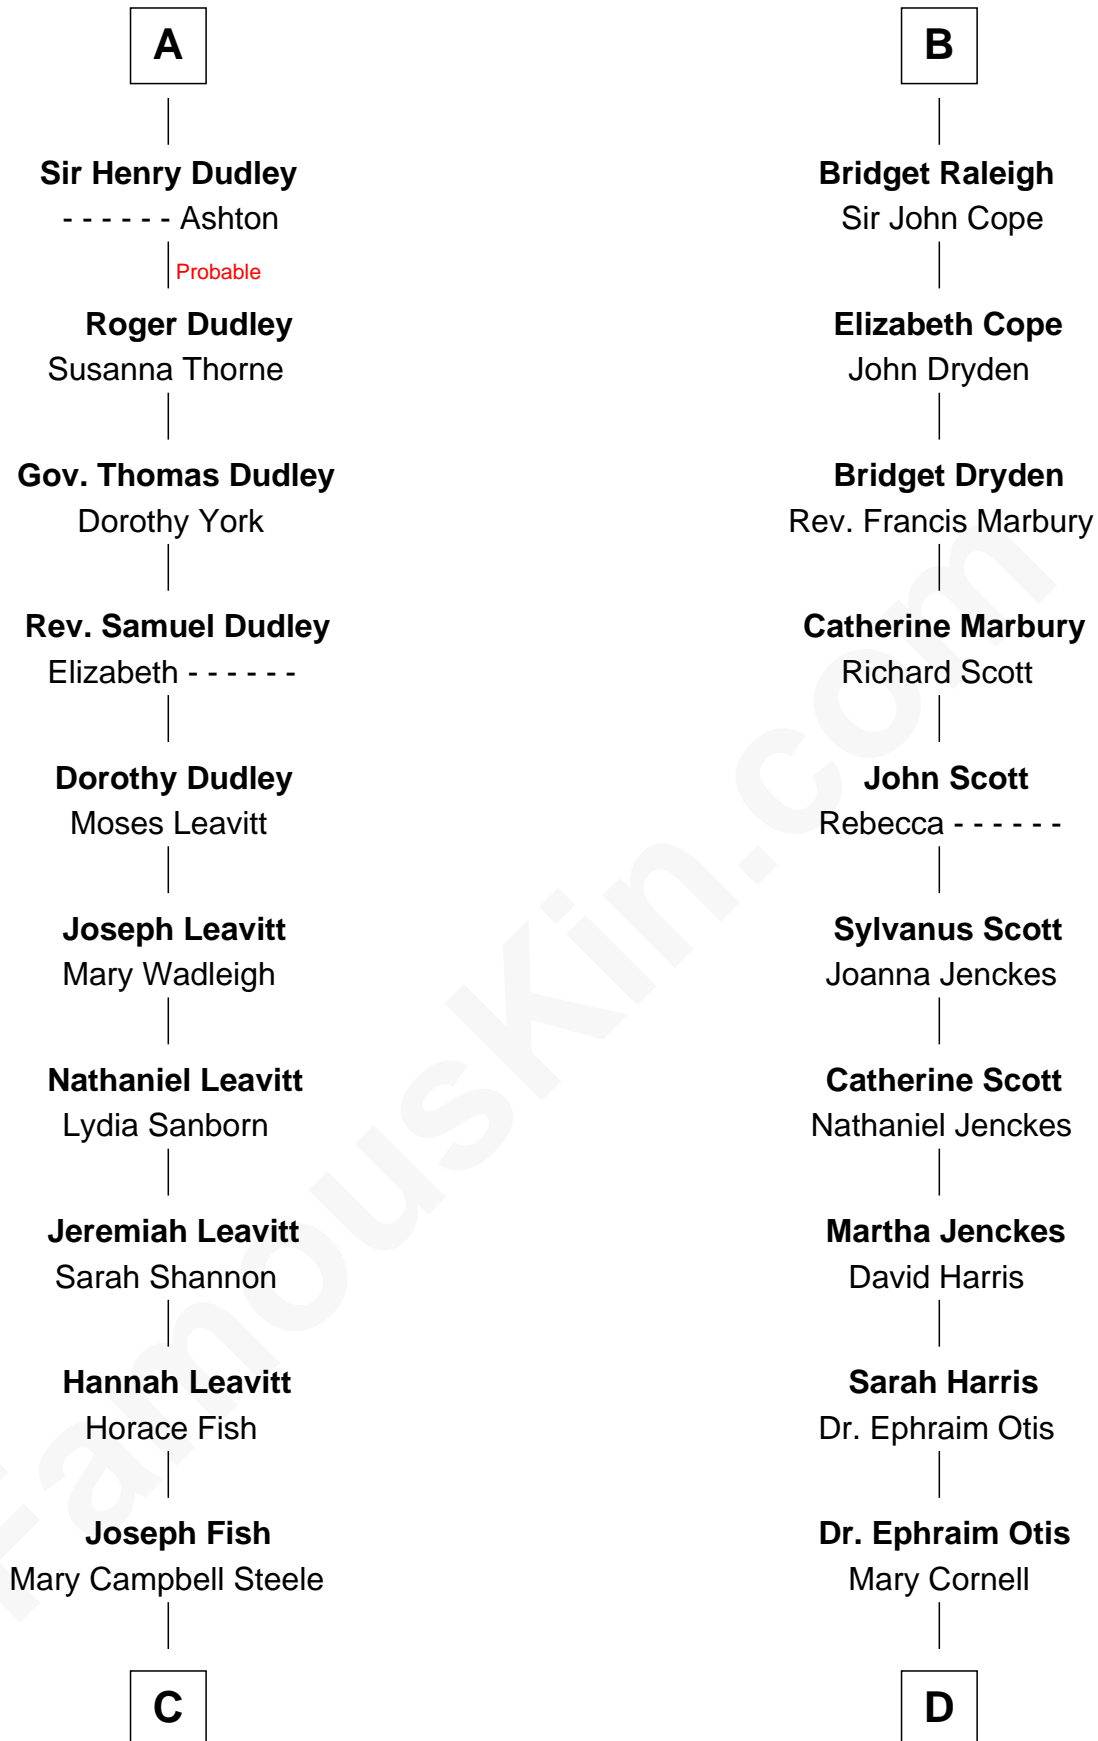 A
Sir Henry Dudley
- - - - - - Ashton
Probable
Roger Dudley
Susanna Thorne
Gov. Thomas Dudley
Dorothy York
Rev. Samuel Dudley
Elizabeth - - - - - -
Dorothy Dudley
Moses Leavitt
Joseph Leavitt
Mary Wadleigh
Nathaniel Leavitt
Lydia Sanborn
Jeremiah Leavitt
Sarah Shannon
Hannah Leavitt
Horace Fish
Joseph Fish
Mary Campbell Steele
C
B
Bridget Raleigh
Sir John Cope
Elizabeth Cope
John Dryden
Bridget Dryden
Rev. Francis Marbury
Catherine Marbury
Richard Scott
John Scott
Rebecca - - - - - -
Sylvanus Scott
Joanna Jenckes
Catherine Scott
Nathaniel Jenckes
Martha Jenckes
David Harris
Sarah Harris
Dr. Ephraim Otis
Dr. Ephraim Otis
Mary Cornell
D
FamousKin.com